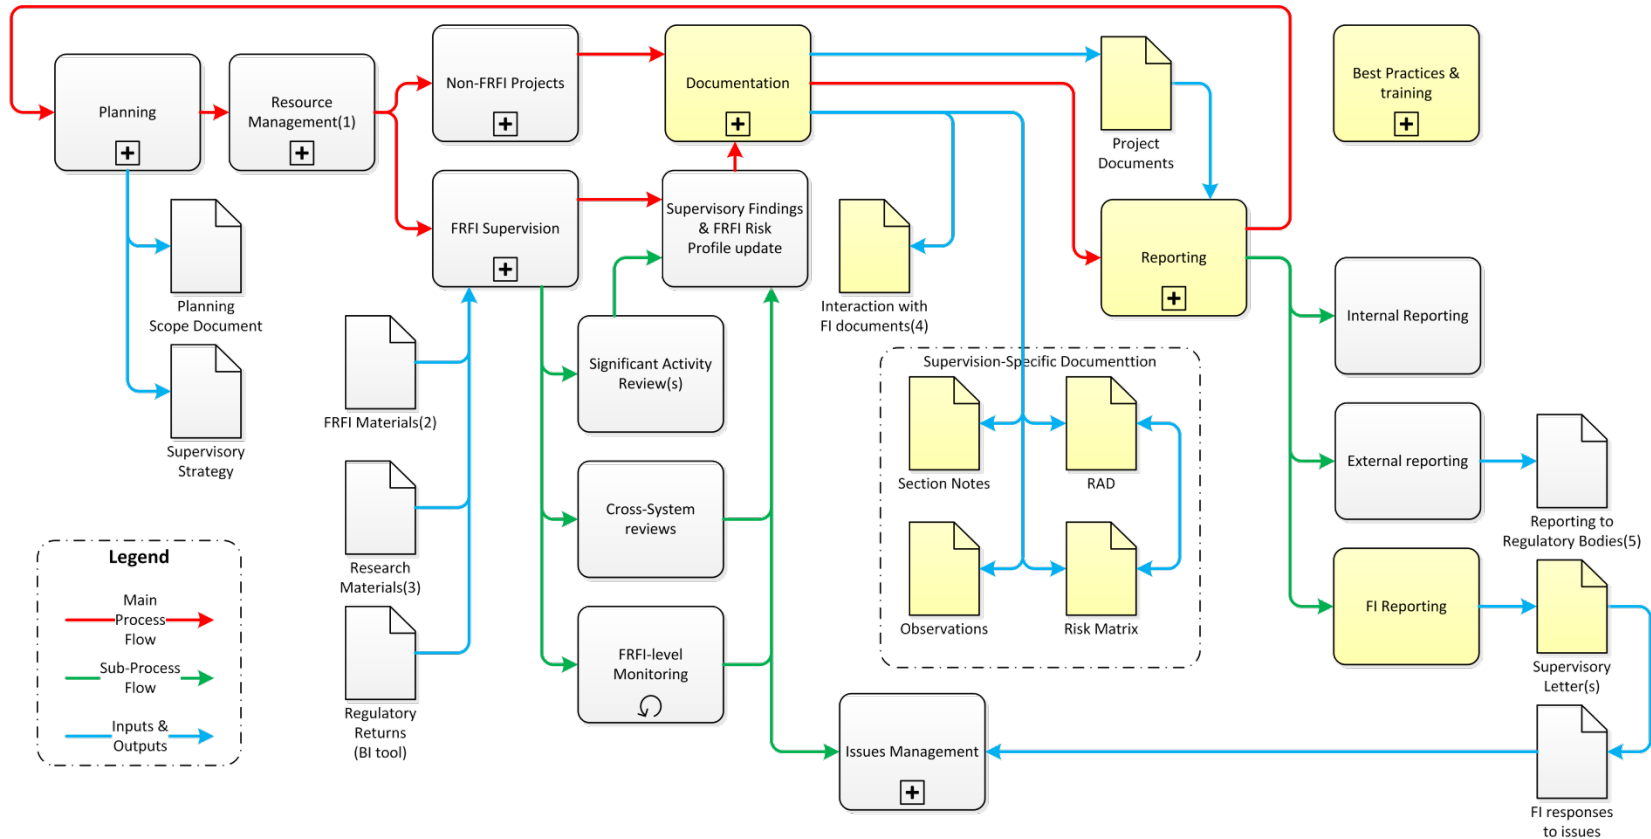 Planning
Resource
Management(1)
Non-FRFI Projects
Documentation
Project
Documents
Best Practices &
training
FRFI Supervision
Supervisory Findings
& FRFI Risk
Profile update
Interaction with
FI documents(4)
Reporting
Planning
Scope Document
Supervisory
Strategy
FRFI Materials(2)
Research
Materials(3)
Regulatory
Returns
(BI tool)
Significant Activity
Review(s)
Cross-System
reviews
FRFI-level
Monitoring
Supervision-Specific Documenttion
Section Notes
RAD
Observations
Risk Matrix
Internal Reporting
External reporting
Reporting to
Regulatory Bodies(5)
FI Reporting
Supervisory
Letter(s)
Issues Management
FI responses
to issues
Legend
Main
Process
Flow
Sub-Process
Flow
Inputs &
Outputs